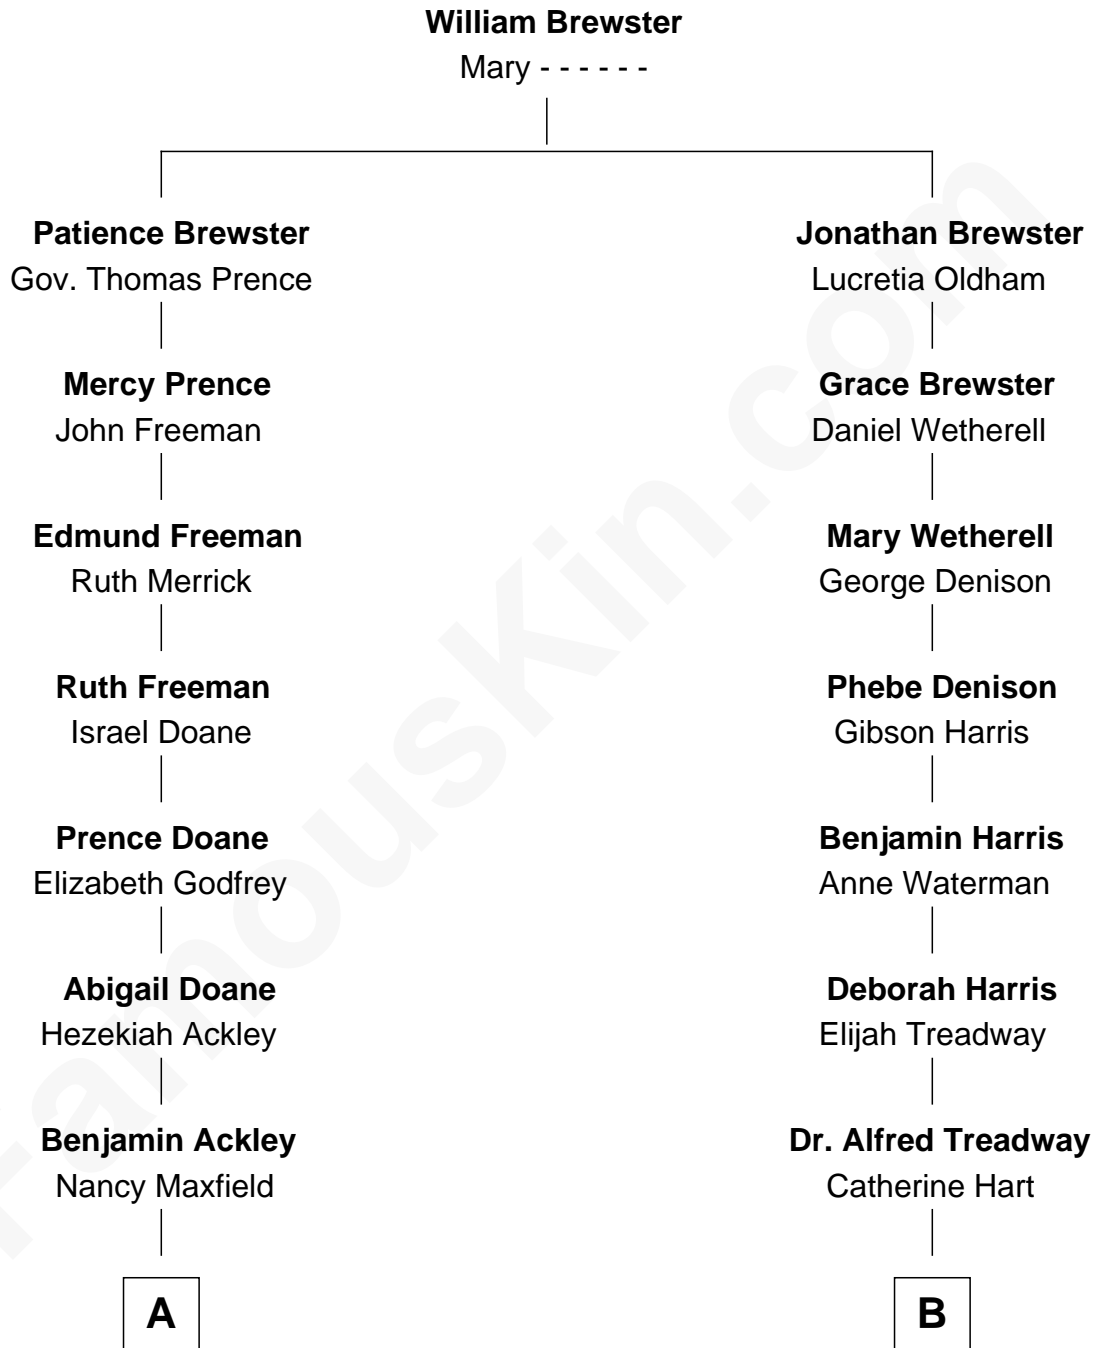 William Brewster
Mary - - - - - -
Patience Brewster
Gov. Thomas Prence
Jonathan Brewster
Lucretia Oldham
Mercy Prence
John Freeman
Grace Brewster
Daniel Wetherell
Edmund Freeman
Ruth Merrick
Mary Wetherell
George Denison
Ruth Freeman
Israel Doane
Phebe Denison
Gibson Harris
Prence Doane
Elizabeth Godfrey
Benjamin Harris
Anne Waterman
Abigail Doane
Hezekiah Ackley
Deborah Harris
Elijah Treadway
Benjamin Ackley
Nancy Maxfield
Dr. Alfred Treadway
Catherine Hart
A
B
FamousKin.com